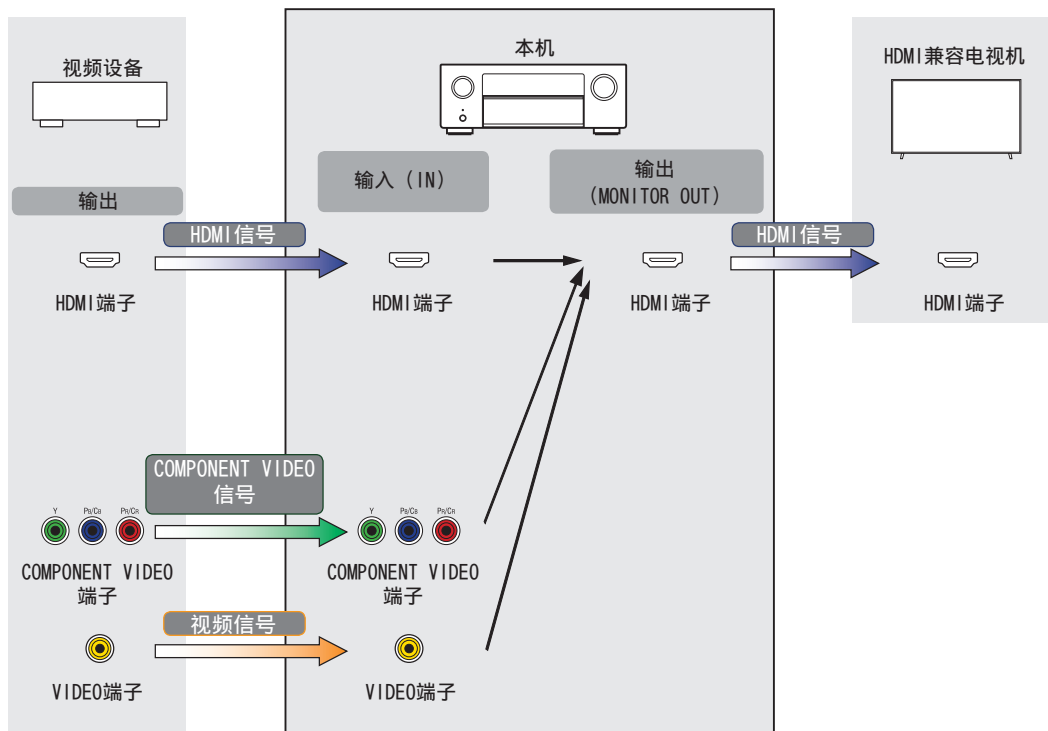 视频设备
本机
HDMI兼容电视机
输出
输入（IN）
输出
（MONITOR OUT）
HDMI信号
HDMI信号
HDMI端子
HDMI端子
HDMI端子
HDMI端子
COMPONENT VIDEO
信号
Y PB/CB PR/CR
Y PB/CB PR/CR
COMPONENT VIDEO
端子
COMPONENT VIDEO
端子
视频信号
VIDEO端子
VIDEO端子